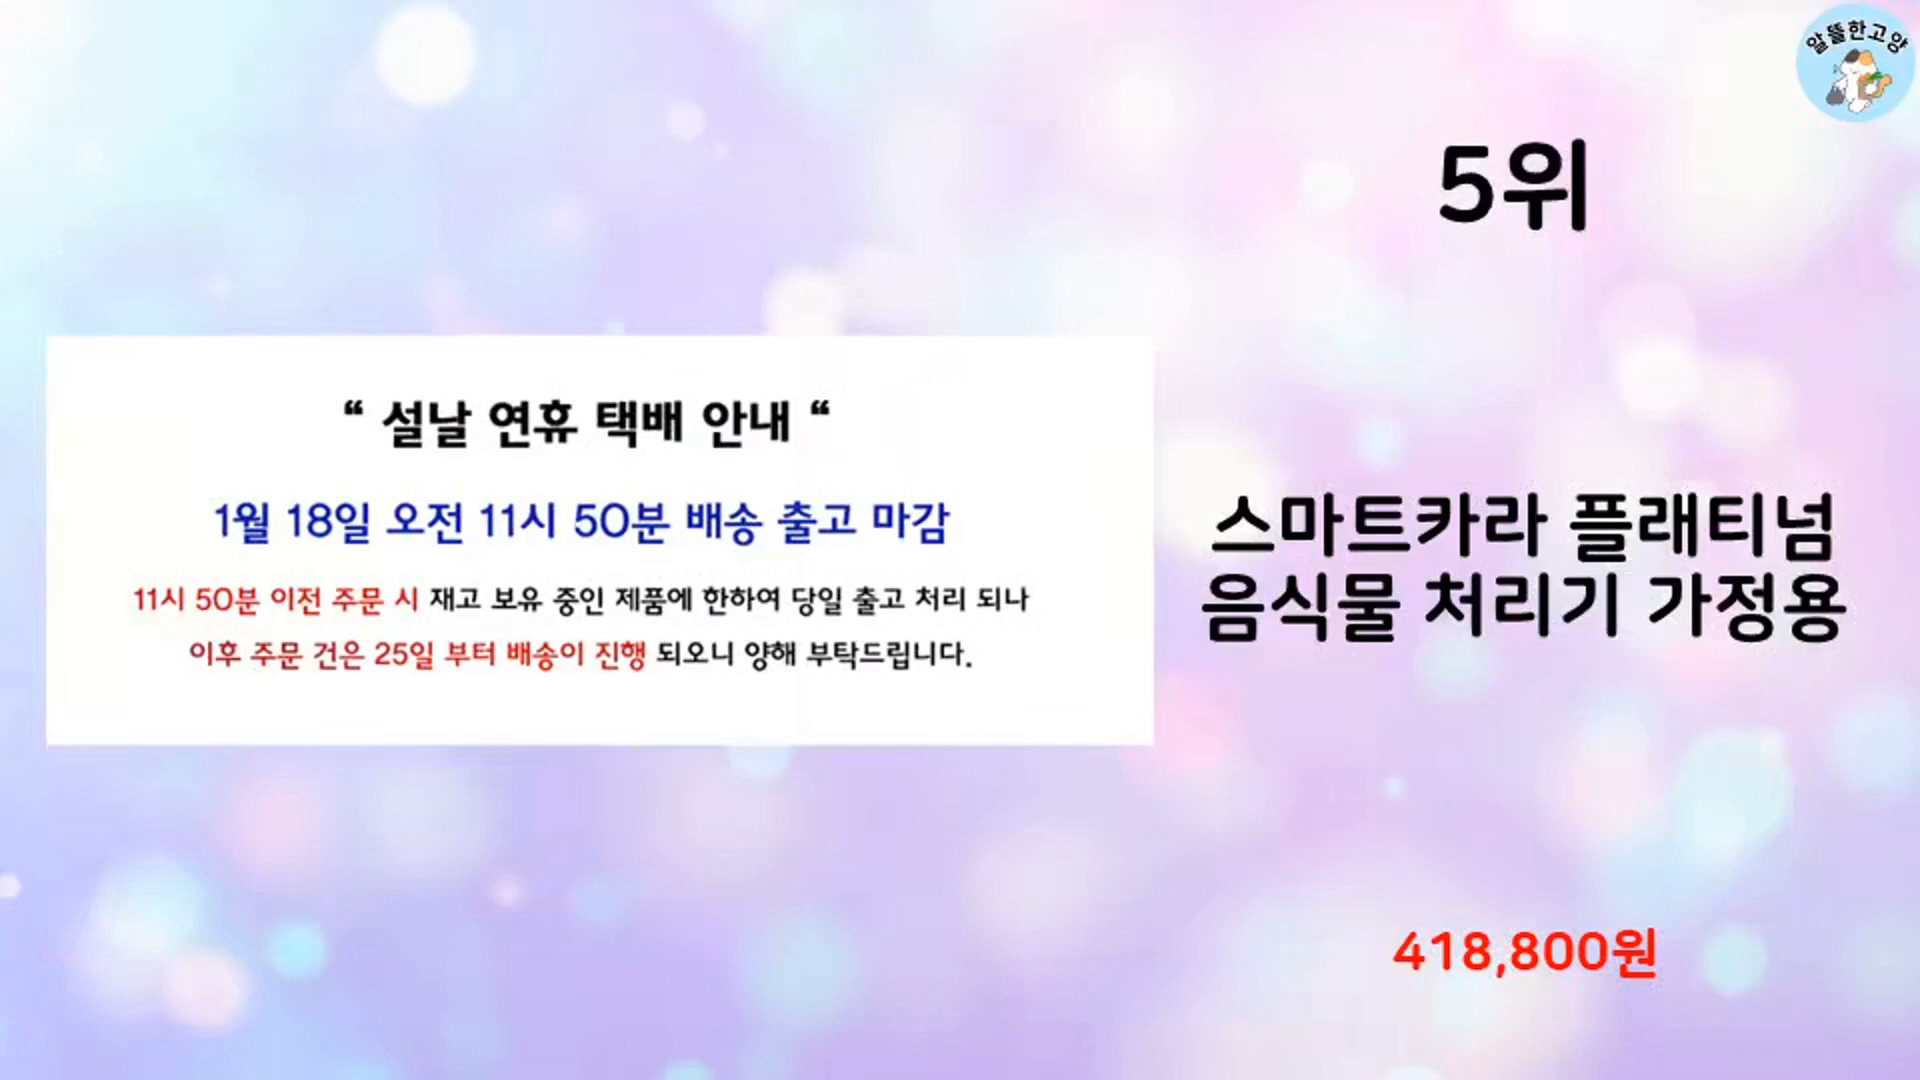 알뜰한고양
5위
“ 설날 연휴 택배 안내 “
1월 18일 오전 11시 50분 배송 출고 마감
11시 50분 이전 주문 시 재고 보유 중인 제품에 한하여 당일 출고 처리 되나
이후 주문 건은 25일 부터 배송이 진행 되오니 양해 부탁드립니다.
스마트카라 플래티넘
음식물 처리기 가정용
418,800원